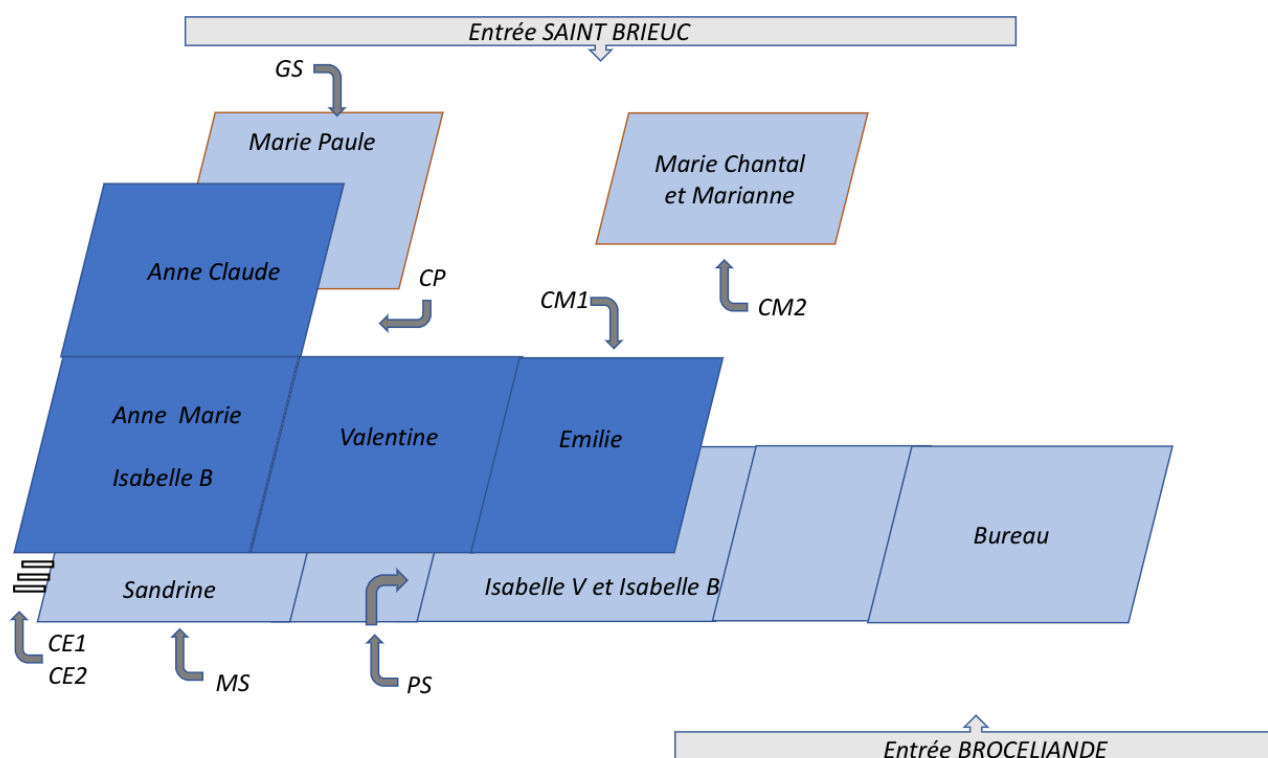 Entrée SAINT BRIEUC
GS
Marie Paule
Marie Chantal
et Marianne
Anne Claude
CP
CM1
CM2
Anne  Marie
Isabelle B
Valentine
Emilie
Bureau
Sandrine
Isabelle V et Isabelle B
CE1
CE2
MS
PS
Entrée BROCELIANDE